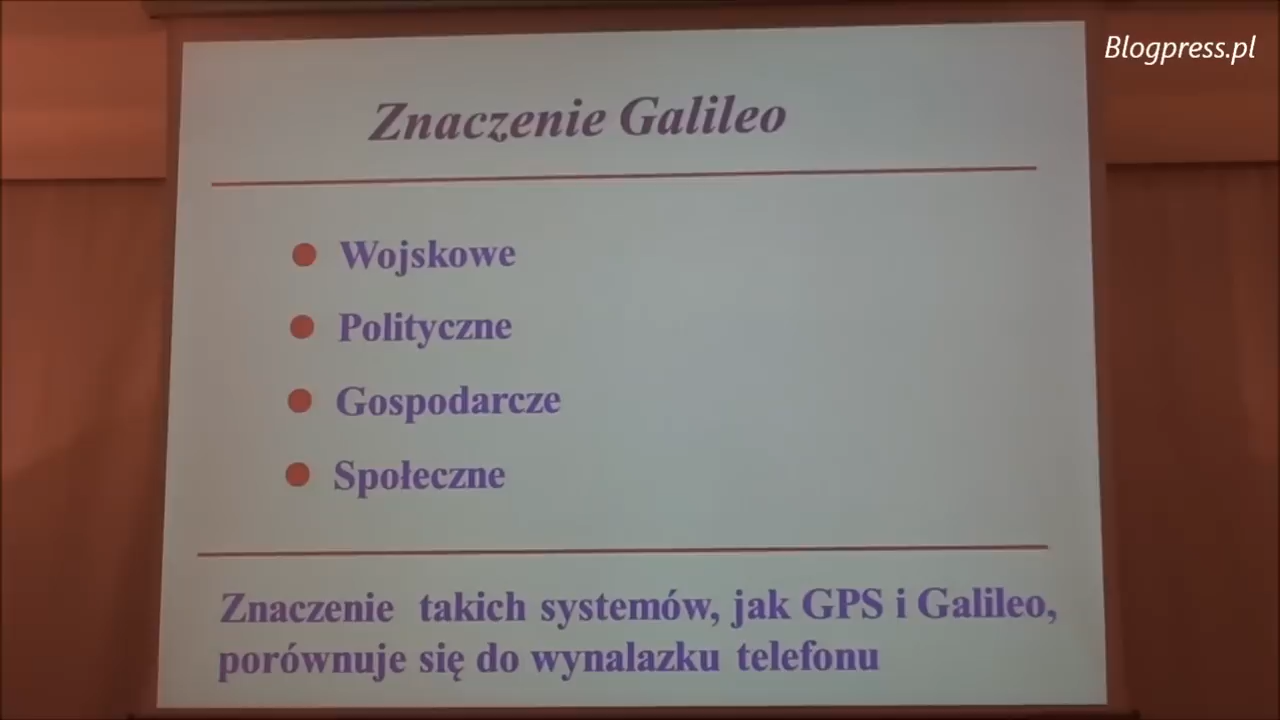 Blogpress.pl
Znaczenie Galileo
Wojskowe
Polityczne
Gospodarcze
Społeczne
Znaczenie takich systemów, jak GPS i Galileo,
porównuje się do wynalazku telefonu